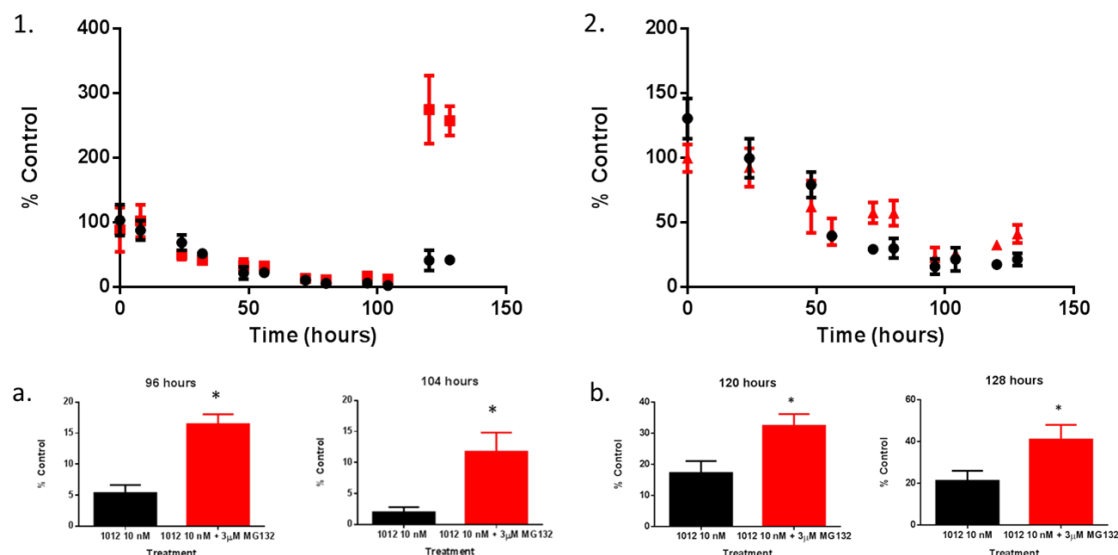 1.
400
300
200
100
0
% Control
0 50 100 150
Time (hours)
2.
200
150
100
50
0
% Control
0 50 100 150
Time (hours)
a.
96 hours
20
15
10
5
0
% Control
1012 10 nM 1012 10 nM + 3μM MG132
Treatment
*
104 hours
20
15
10
5
0
% Control
1012 10 nM 1012 10 nM + 3μM MG132
Treatment
*
b.
120 hours
40
30
20
10
0
% Control
1012 10 nM 1012 10 nM + 3μM MG132
Treatment
*
128 hours
60
40
20
0
% Control
1012 10 nM 1012 10 nM + 3μM MG132
Treatment
*